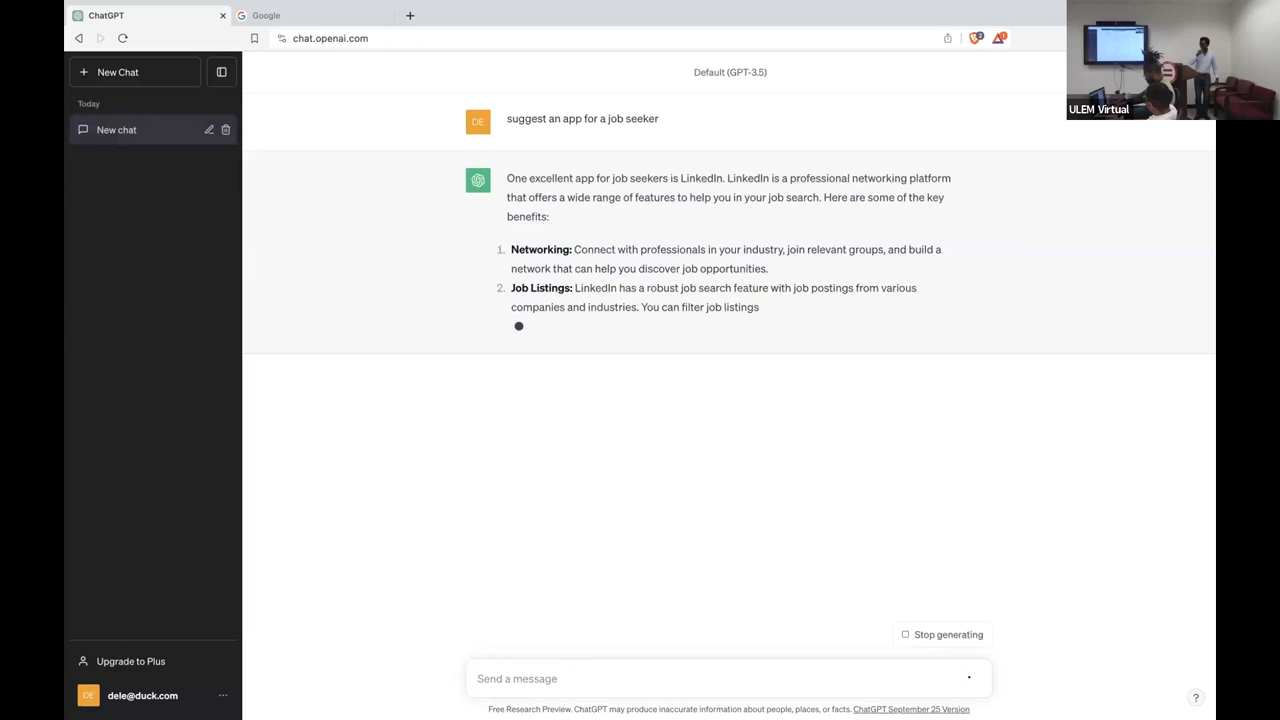 ChatGPT
Google
chat.openai.com
2
1
New Chat
Today
New chat
Default (GPT-3.5)
DE
suggest an app for a job seeker
One excellent app for job seekers is LinkedIn. LinkedIn is a professional networking platform
that offers a wide range of features to help you in your job search. Here are some of the key
benefits:
1. Networking: Connect with professionals in your industry, join relevant groups, and build a
network that can help you discover job opportunities.
2. Job Listings: LinkedIn has a robust job search feature with job postings from various
companies and industries. You can filter job listings
Stop generating
Send a message
Free Research Preview. ChatGPT may produce inaccurate information about people, places, or facts. ChatGPT September 25 Version
?
Upgrade to Plus
DE
dele@duck.com
ULEM Virtual